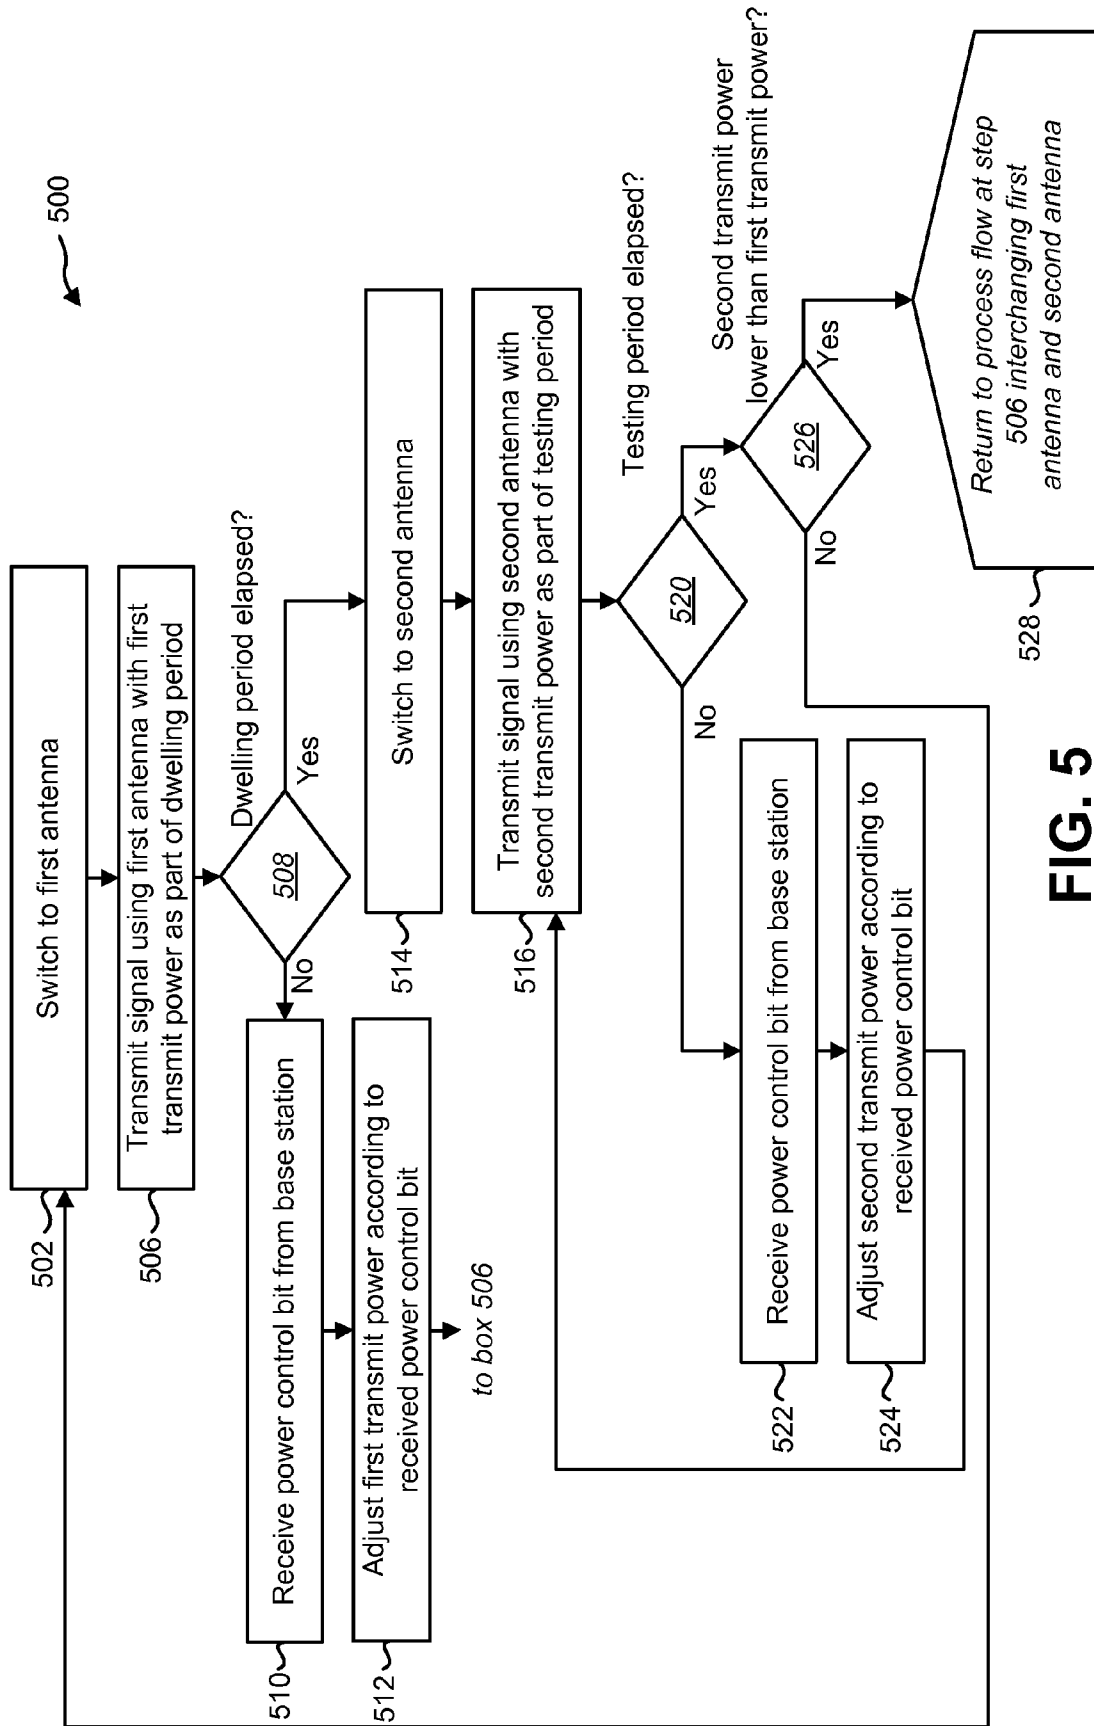 500
Switch to first antenna
502
Transmit signal using first antenna with first
transmit power as part of dwelling period
506
Dwelling period elapsed?
508
Yes
No
Receive power control bit from base station
510
Adjust first transmit power according to
received power control bit
512
to box 506
Switch to second antenna
514
Transmit signal using second antenna with
second transmit power as part of testing period
516
Testing period elapsed?
520
Yes
No
Receive power control bit from base station
522
Adjust second transmit power according to
received power control bit
524
Second transmit power
lower than first transmit power?
526
Yes
No
Return to process flow at step
506 interchanging first
antenna and second antenna
528
FIG. 5